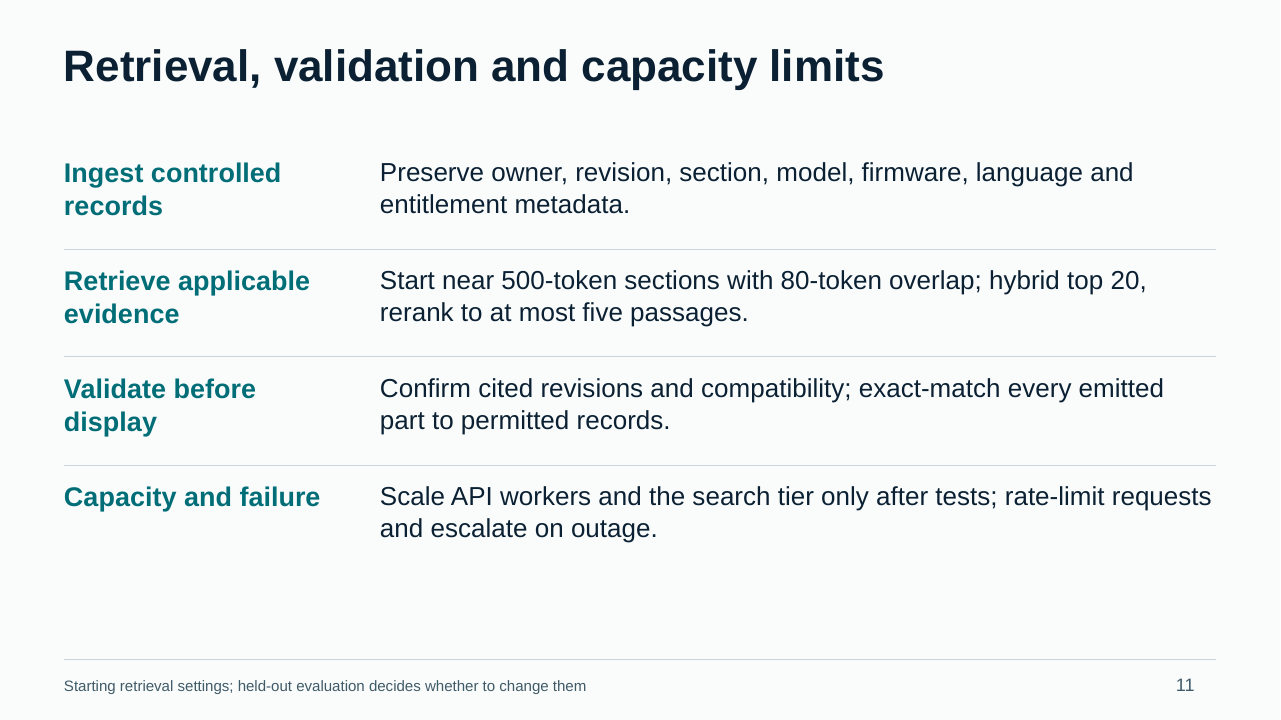 Retrieval, validation and capacity limits
Ingest controlled
records
Preserve owner, revision, section, model, firmware, language and
entitlement metadata.
Retrieve applicable
evidence
Start near 500-token sections with 80-token overlap; hybrid top 20,
rerank to at most five passages.
Validate before
display
Confirm cited revisions and compatibility; exact-match every emitted
part to permitted records.
Capacity and failure
Scale API workers and the search tier only after tests; rate-limit requests
and escalate on outage.
Starting retrieval settings; held-out evaluation decides whether to change them
11